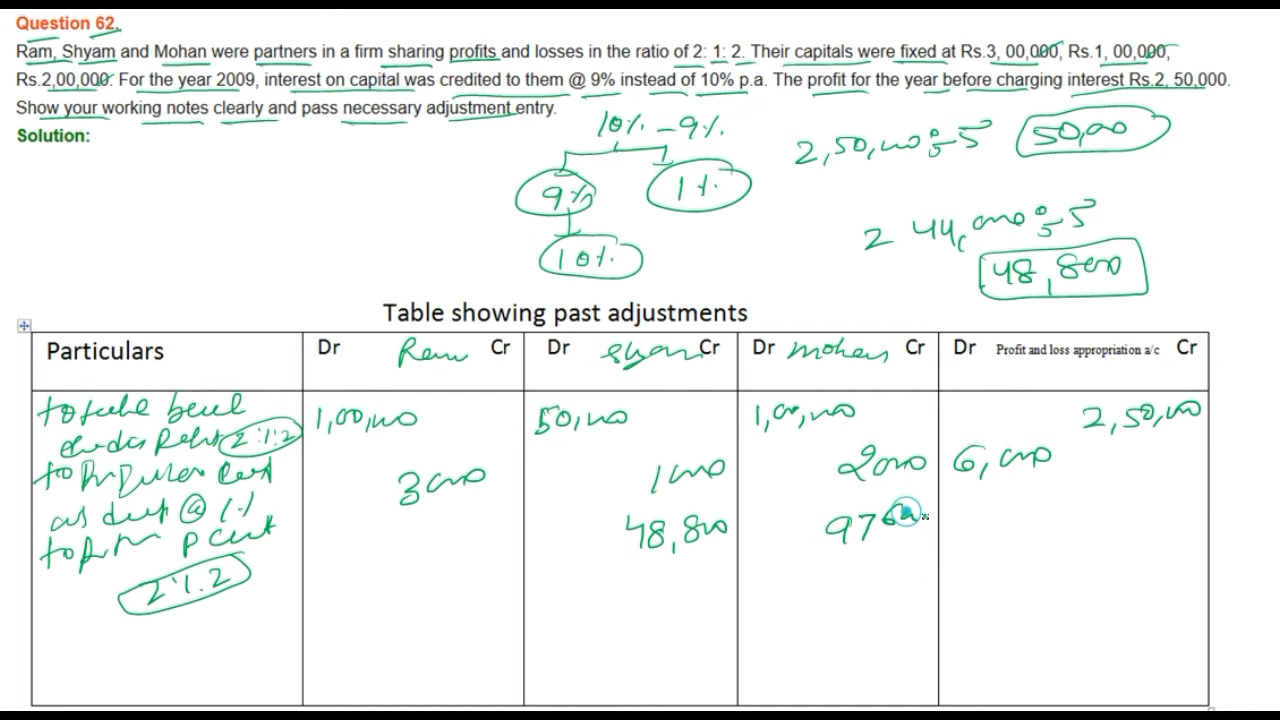 Question 62.
Ram, Shyam and Mohan were partners in a firm sharing profits and losses in the ratio of 2: 1: 2. Their capitals were fixed at Rs.3, 00,000, Rs.1, 00,000,
Rs.2,00,000. For the year 2009, interest on capital was credited to them @ 9% instead of 10% p.a. The profit for the year before charging interest Rs.2, 50,000.
Show your working notes clearly and pass necessary adjustment entry.
Solution:
10% - 9%
9% 1%
10%
2,50,000 ÷ 5 50,000
2 44,000 ÷ 5
48,800
Table showing past adjustments
Particulars Dr Ram Cr Dr Shyam Cr Dr Mohan Cr Dr Profit and loss appropriation a/c Cr
2:1:2 1,00,000 50,000 1,00,000 2,50,000
3000 1000 2000 6,000
@ 1%
48,800 976
2:1:2